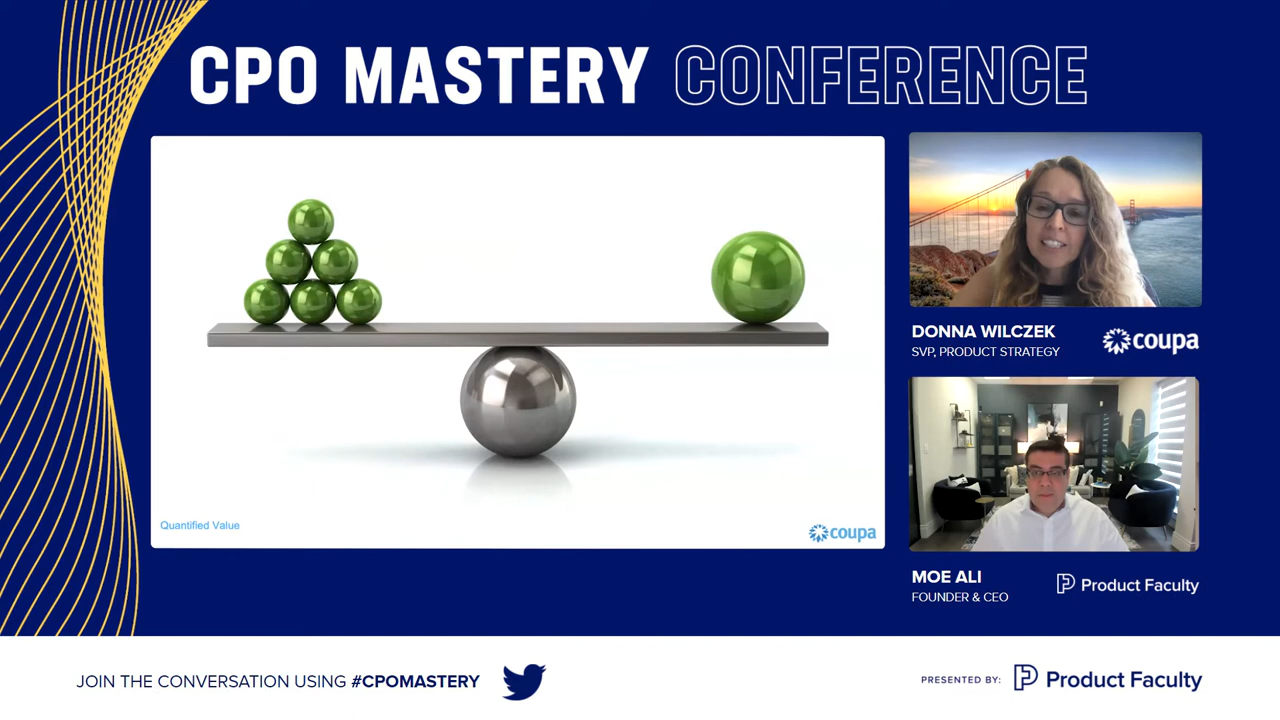 CPO MASTERY CONFERENCE
Quantified Value
coupa
DONNA WILCZEK
SVP, PRODUCT STRATEGY
coupa
MOE ALI
FOUNDER & CEO
Product Faculty
JOIN THE CONVERSATION USING #CPOMASTERY
PRESENTED BY: Product Faculty